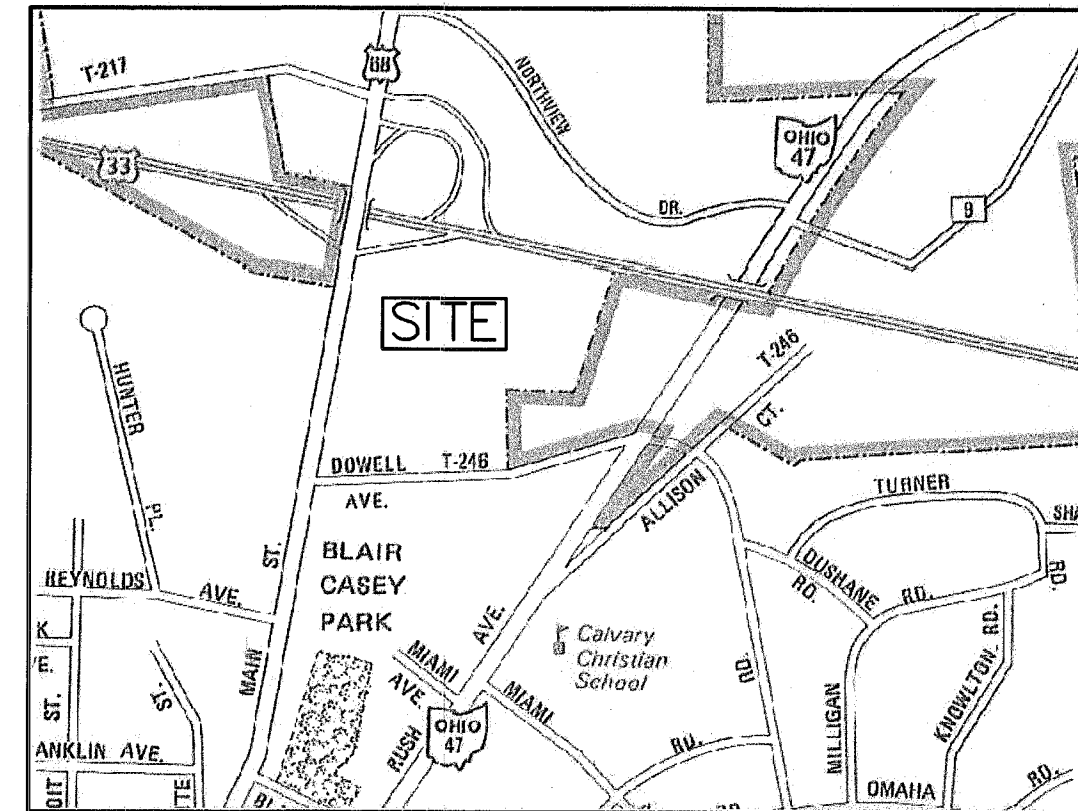 T-217
68
NORTHVIEW
DR.
OHIO
47
33
9
SITE
T-246
CT.
HUNTER
PL.
DOWELL T-246
AVE.
ALLISON
TURNER
RD.
DUSHANE
RD.
RD.
BLAIR
CASEY
PARK
ST.
MAIN
REYNOLDS
AVE.
AVE.
Calvary
Christian
School
MIAMI
AVE.
MIAMI
RD.
RD.
RUSH
OHIO
47
MILLIGAN
KNOWLTON RD.
OMAHA
RD.
ST.
ST.
ANKLIN AVE.